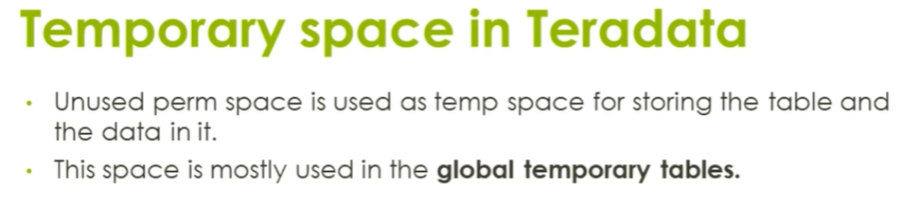 Temporary space in Teradata
• Unused perm space is used as temp space for storing the table and
the data in it.
• This space is mostly used in the global temporary tables.